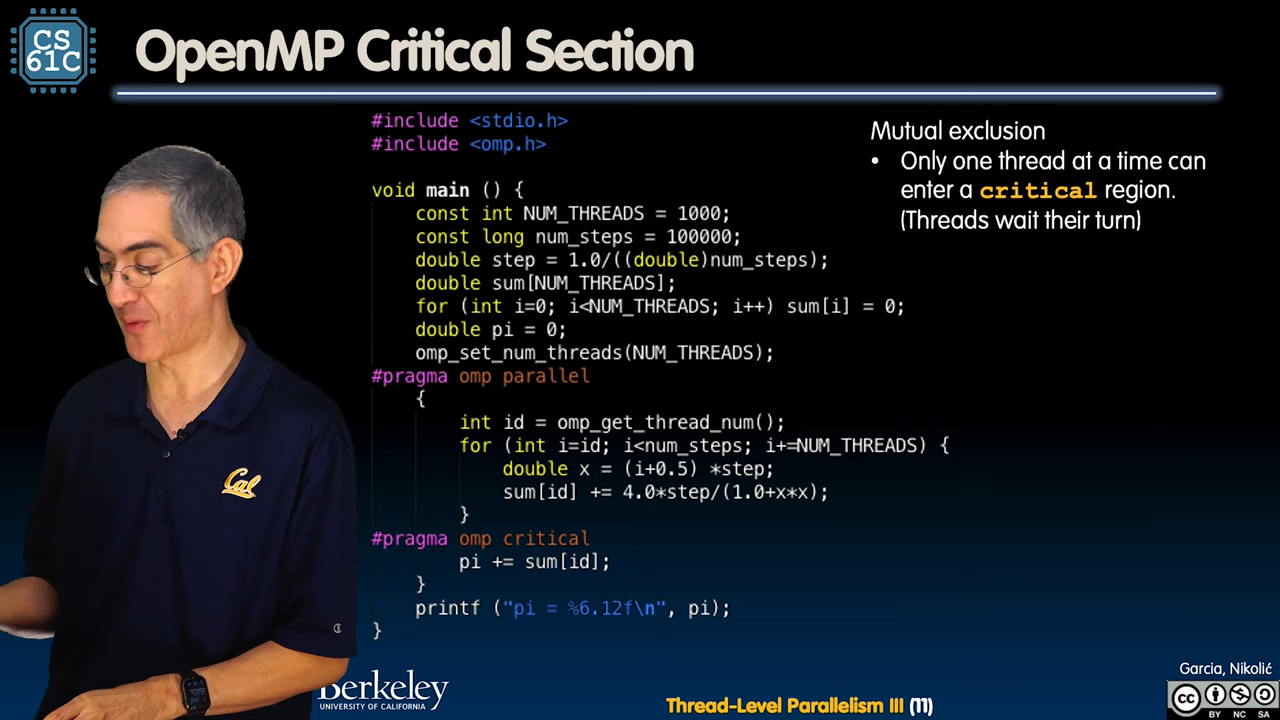 CS
61C
OpenMP Critical Section
#include <stdio.h>
#include <omp.h>
void main () {
const int NUM_THREADS = 1000;
const long num_steps = 100000;
double step = 1.0/((double)num_steps);
double sum[NUM_THREADS];
for (int i=0; i<NUM_THREADS; i++) sum[i] = 0;
double pi = 0;
omp_set_num_threads(NUM_THREADS);
#pragma omp parallel
{
int id = omp_get_thread_num();
for (int i=id; i<num_steps; i+=NUM_THREADS) {
double x = (i+0.5) *step;
sum[id] += 4.0*step/(1.0+x*x);
}
#pragma omp critical
pi += sum[id];
}
printf ("pi = %6.12f\n", pi);
}
Mutual exclusion
• Only one thread at a time can
enter a critical region.
(Threads wait their turn)
Cal
Berkeley
UNIVERSITY OF CALIFORNIA
Thread-Level Parallelism III (11)
Garcia, Nikolić
cc
BY NC SA